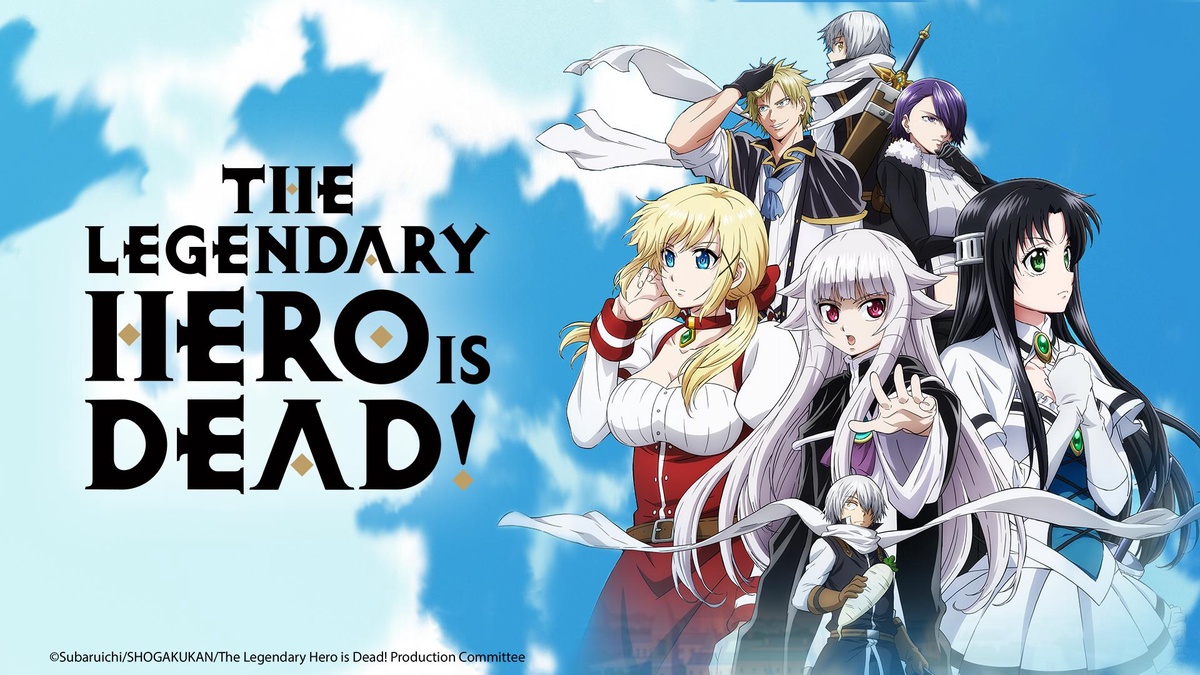 THE
LEGENDARY
HERO IS
DEAD!
©Subaruichi/SHOGAKUKAN/The Legendary Hero is Dead! Production Committee